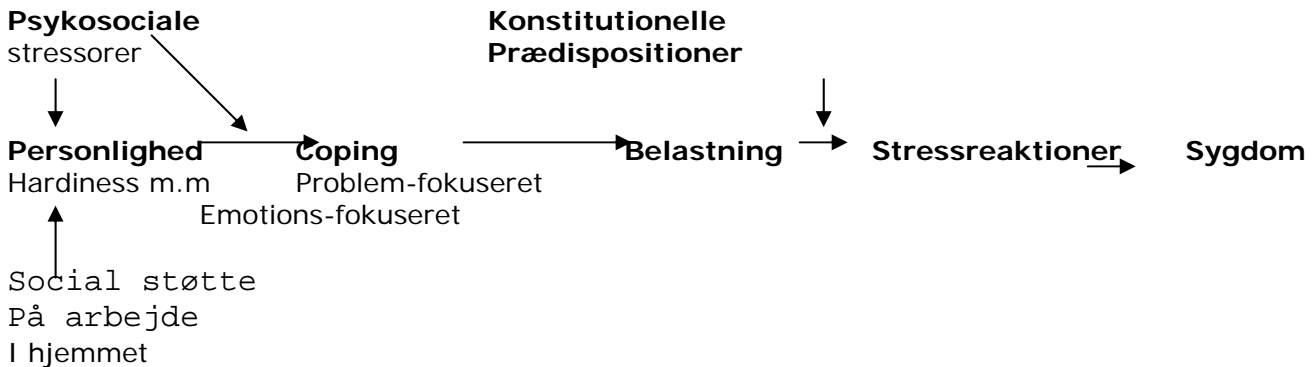 Psykosociale
stressorer
Konstitutionelle
Prædispositioner
Personlighed Coping Belastning Stressreaktioner Sygdom
Hardiness m.m Problem-fokuseret
Emotions-fokuseret
Social støtte
På arbejde
I hjemmet